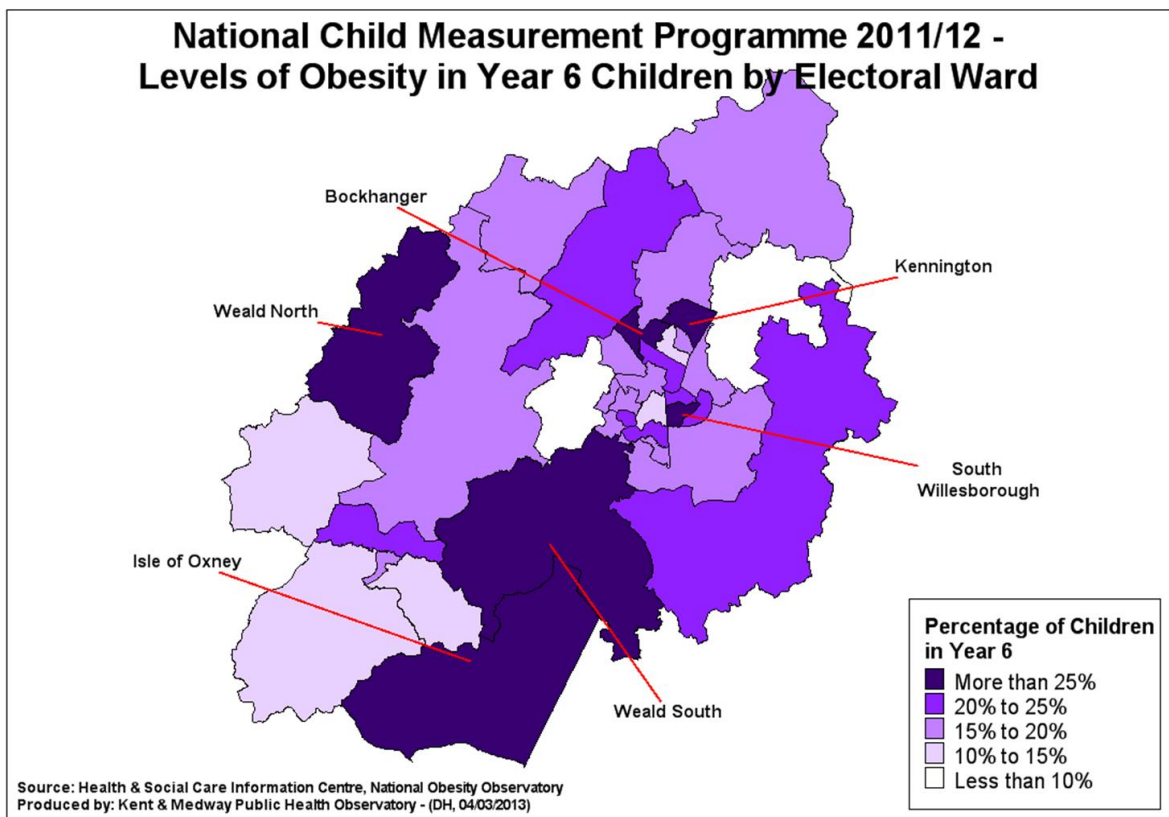 National Child Measurement Programme 2011/12 -
Levels of Obesity in Year 6 Children by Electoral Ward
Bockhanger
Kennington
Weald North
South
Willesborough
Isle of Oxney
Weald South
Percentage of Children
in Year 6
More than 25%
20% to 25%
15% to 20%
10% to 15%
Less than 10%
Source: Health & Social Care Information Centre, National Obesity Observatory
Produced by: Kent & Medway Public Health Observatory - (DH, 04/03/2013)